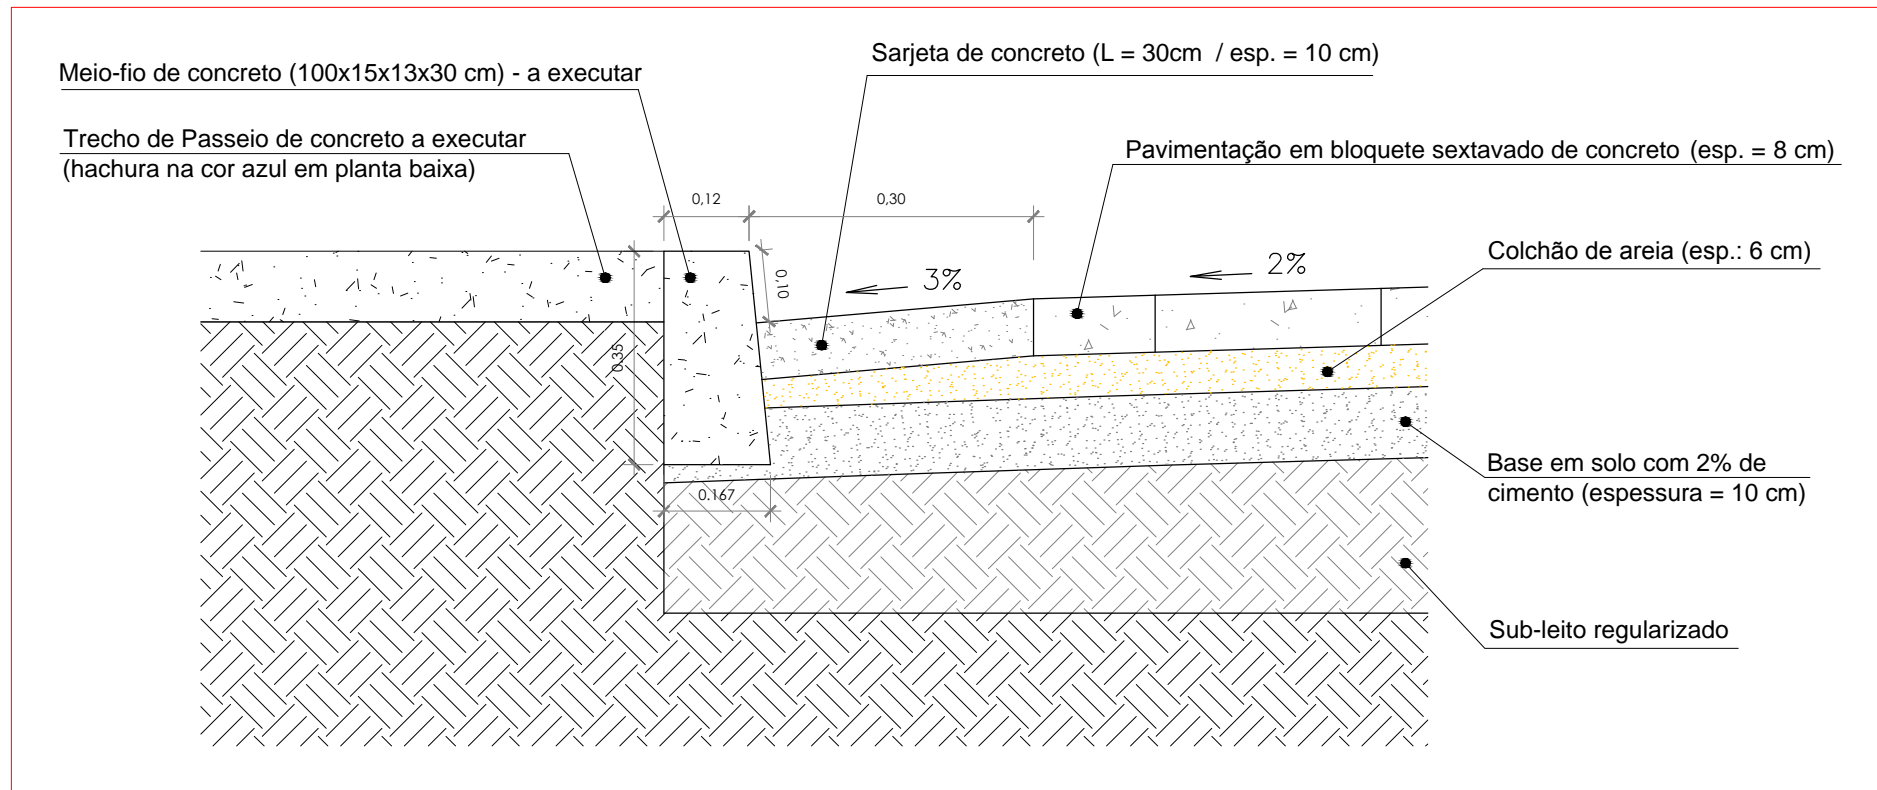 Sarjeta de concreto (L = 30cm / esp. = 10 cm)
Meio-fio de concreto (100x15x13x30 cm) - a executar
Trecho de Passeio de concreto a executar
(hachura na cor azul em planta baixa)
Pavimentação em bloquete sextavado de concreto (esp. = 8 cm)
0,12
0,30
Colchão de areia (esp.: 6 cm)
3%
2%
0,10
0,35
Base em solo com 2% de
cimento (espessura = 10 cm)
0.167
Sub-leito regularizado